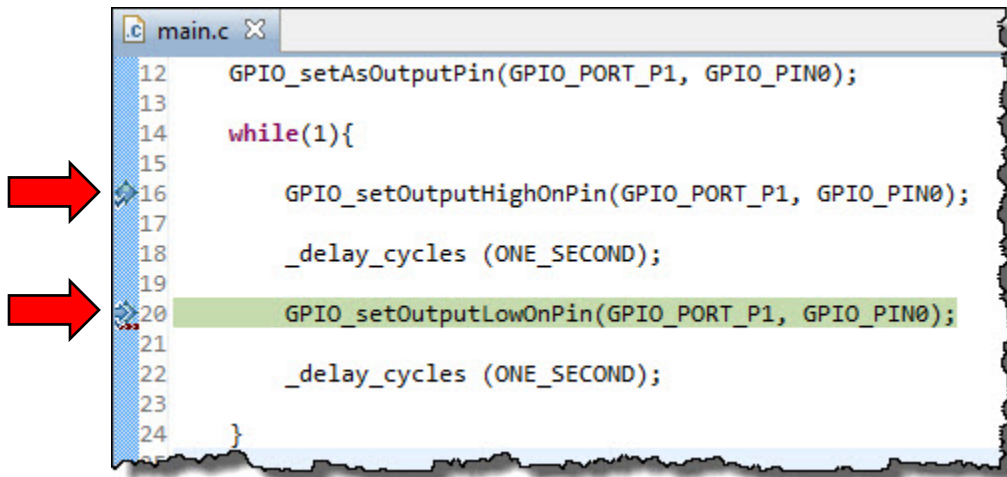 .c main.c
12 GPIO_setAsOutputPin(GPIO_PORT_P1, GPIO_PIN0);
13
14 while(1){
15
16 GPIO_setOutputHighOnPin(GPIO_PORT_P1, GPIO_PIN0);
17
18 _delay_cycles (ONE_SECOND);
19
20 GPIO_setOutputLowOnPin(GPIO_PORT_P1, GPIO_PIN0);
21
22 _delay_cycles (ONE_SECOND);
23
24 }